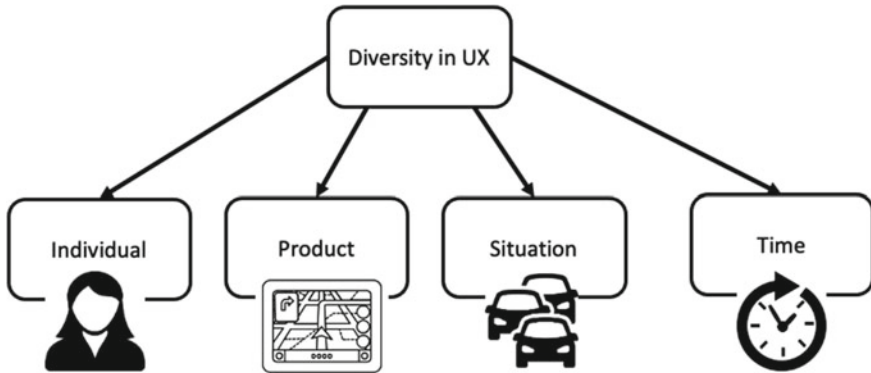 Diversity in UX
Individual
Product
Situation
Time